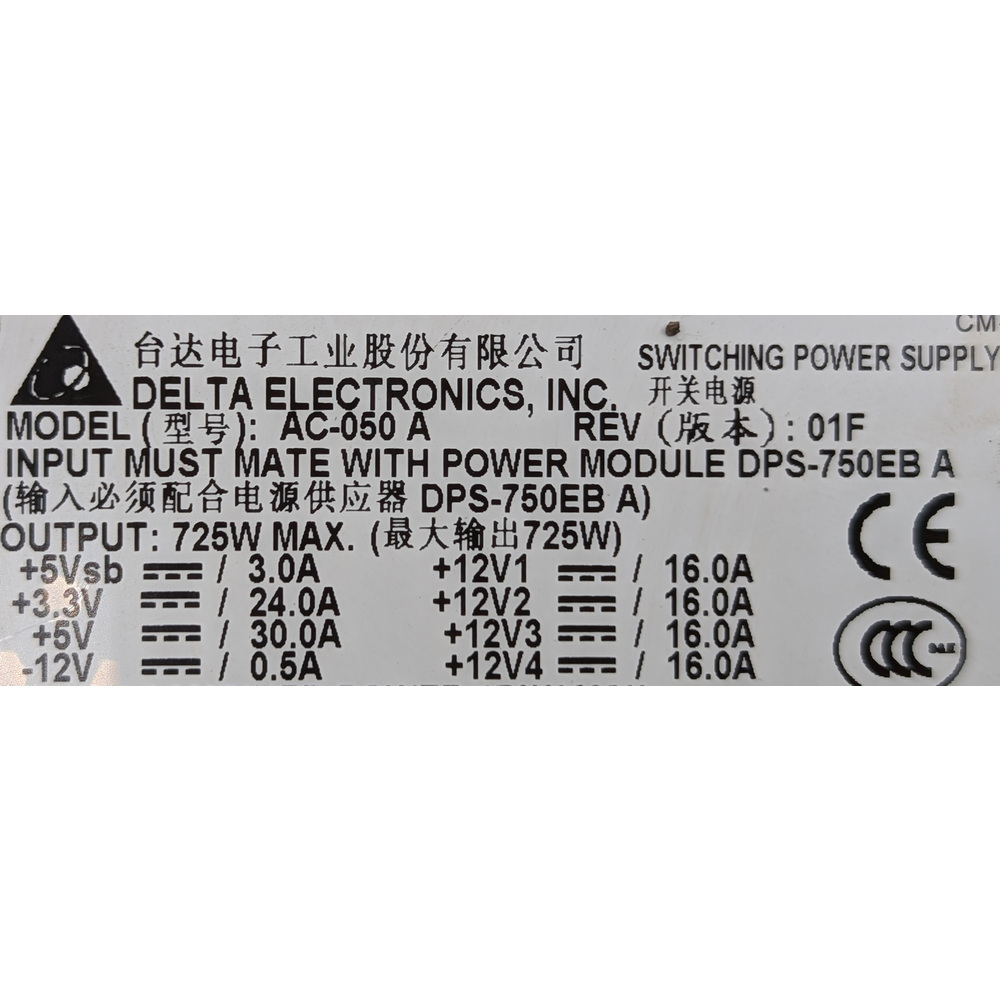 CM
台达电子工业股份有限公司 SWITCHING POWER SUPPLY
DELTA ELECTRONICS, INC. 开关电源
MODEL (型号): AC-050 A REV (版本): 01F
INPUT MUST MATE WITH POWER MODULE DPS-750EB A
(输入必须配合电源供应器 DPS-750EB A)
OUTPUT: 725W MAX. (最大输出725W)
+5Vsb / 3.0A +12V1 / 16.0A
+3.3V / 24.0A +12V2 / 16.0A
+5V / 30.0A +12V3 / 16.0A
-12V / 0.5A +12V4 / 16.0A
CE
CCC